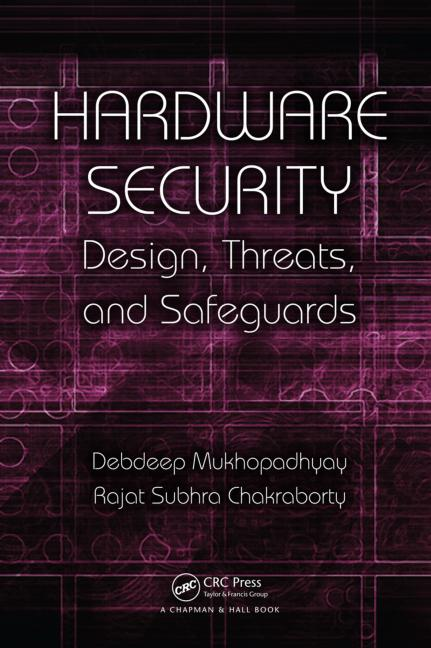 HARDWARE
SECURITY
Design, Threats,
and Safeguards
Debdeep Mukhopadhyay
Rajat Subhra Chakraborty
CRC
CRC Press
Taylor & Francis Group
A CHAPMAN & HALL BOOK